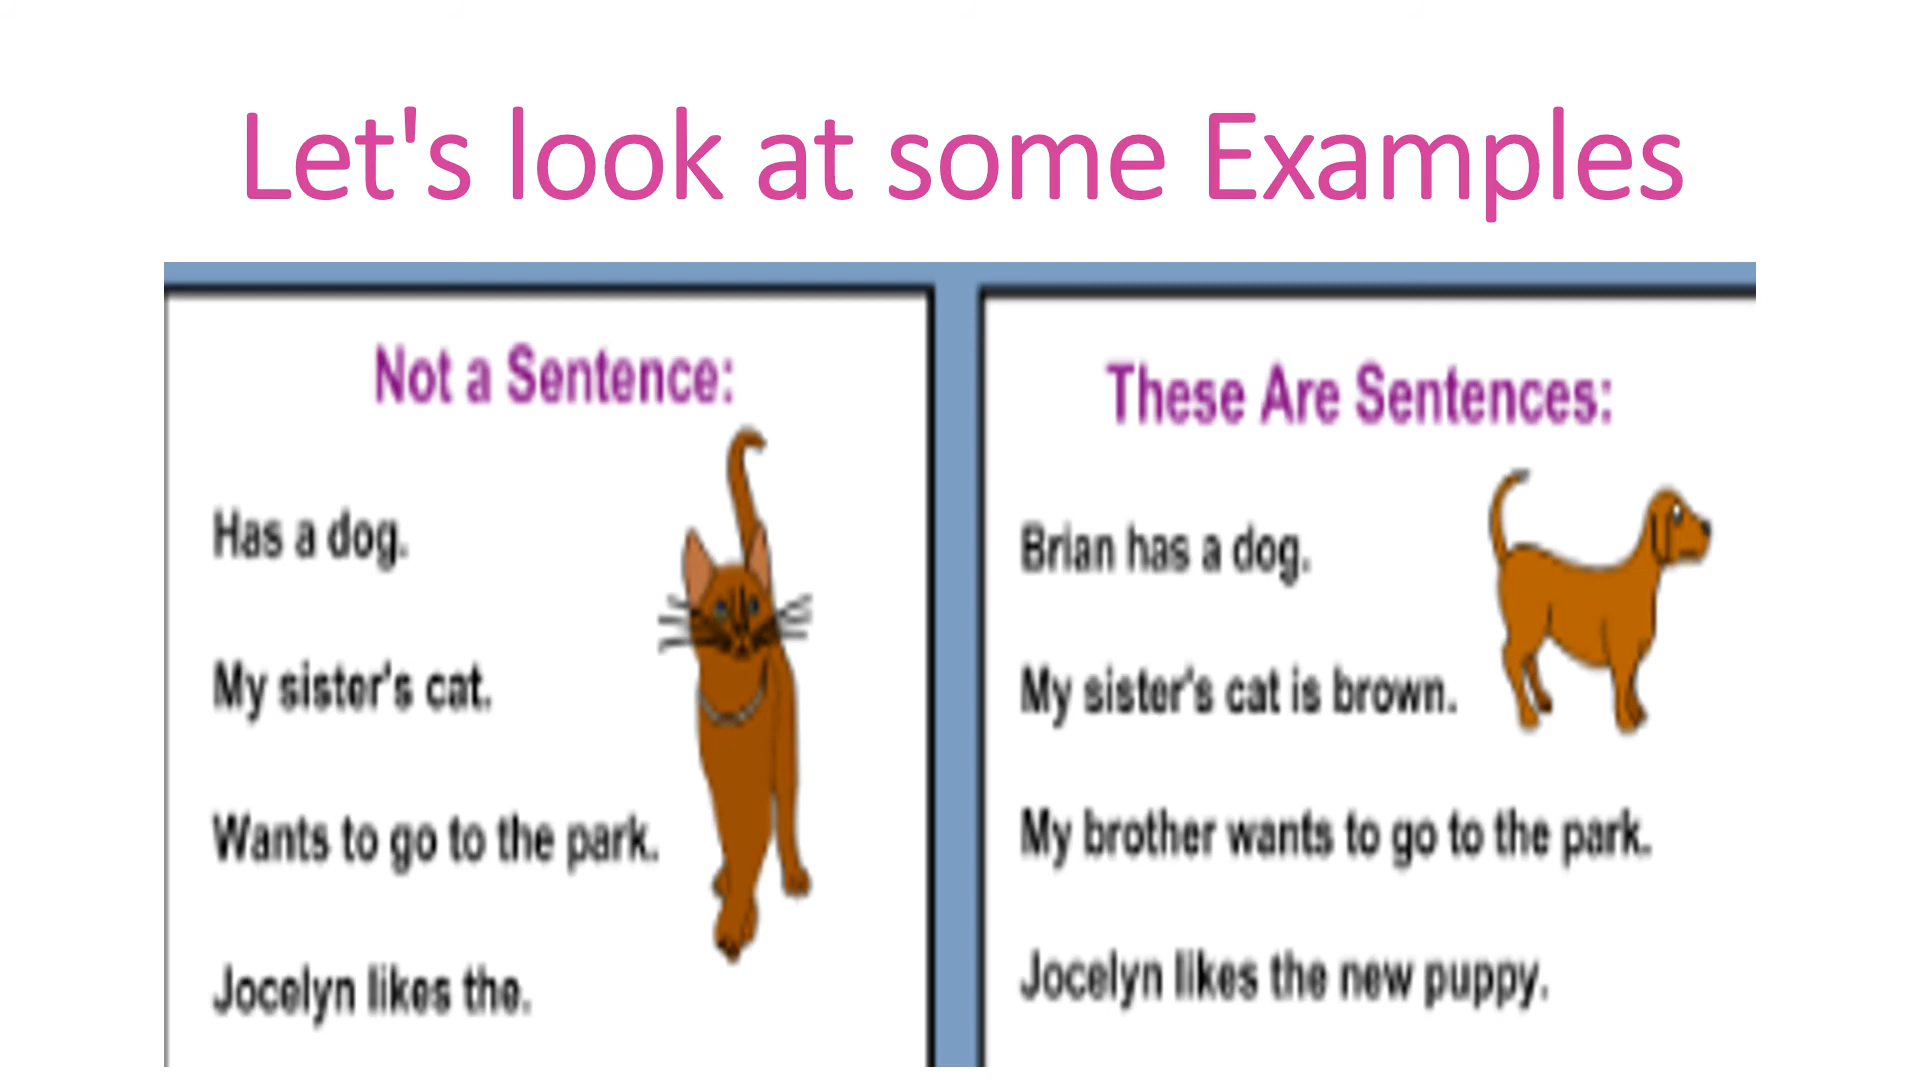 Let's look at some Examples
Not a Sentence:
Has a dog.
My sister's cat.
Wants to go to the park.
Jocelyn likes the.
These Are Sentences:
Brian has a dog.
My sister's cat is brown.
My brother wants to go to the park.
Jocelyn likes the new puppy.